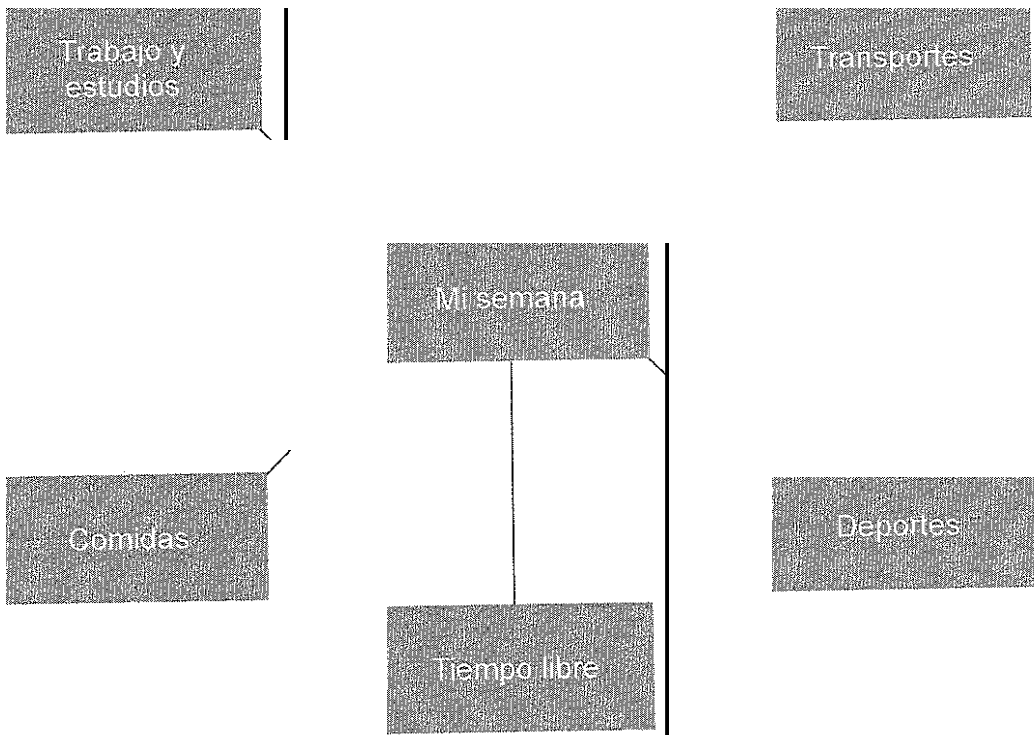 Trabajo y
estudios
Transportes
Mi semana
Comidas
Deportes
Tiempo libre